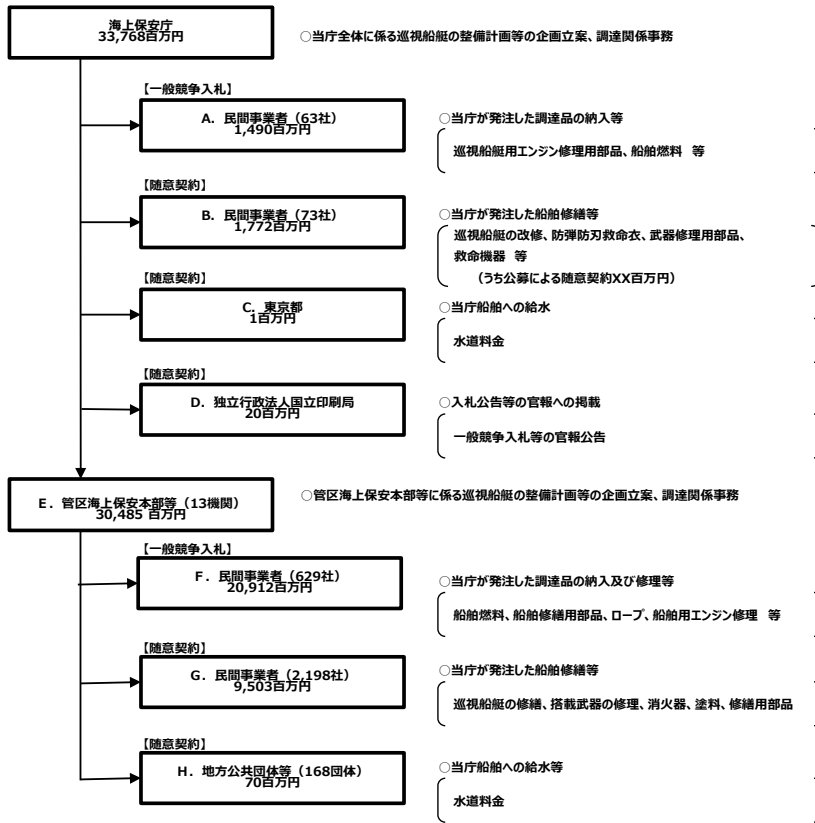 海上保安庁
33,768百万円
○当庁全体に係る巡視船艇の整備計画等の企画立案、調達関係事務
【一般競争入札】
A. 民間事業者（63社）
1,490百万円
○当庁が発注した調達品の納入等
巡視船艇用エンジン修理用部品、船舶燃料 等
【随意契約】
B. 民間事業者（73社）
1,772百万円
○当庁が発注した船舶修繕等
巡視船艇の改修、防弾防刃救命衣、武器修理用部品、
救命機器 等
（うち公募による随意契約XX百万円）
【随意契約】
C. 東京都
1百万円
○当庁船舶への給水
水道料金
【随意契約】
D. 独立行政法人国立印刷局
20百万円
○入札公告等の官報への掲載
一般競争入札等の官報公告
E. 管区海上保安本部等（13機関）
30,485 百万円
○管区海上保安本部等に係る巡視船艇の整備計画等の企画立案、調達関係事務
【一般競争入札】
F. 民間事業者（629社）
20,912百万円
○当庁が発注した調達品の納入及び修理等
船舶燃料、船舶修繕用部品、ロープ、船舶用エンジン修理 等
【随意契約】
G. 民間事業者（2,198社）
9,503百万円
○当庁が発注した船舶修繕等
巡視船艇の修繕、搭載武器の修理、消火器、塗料、修繕用部品
【随意契約】
H. 地方公共団体等（168団体）
70百万円
○当庁船舶への給水等
水道料金